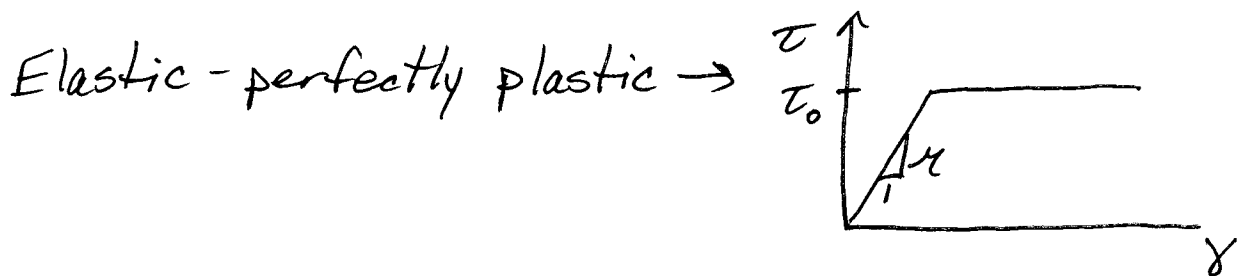 Elastic - perfectly plastic → τ
τ₀
μ
1
γ